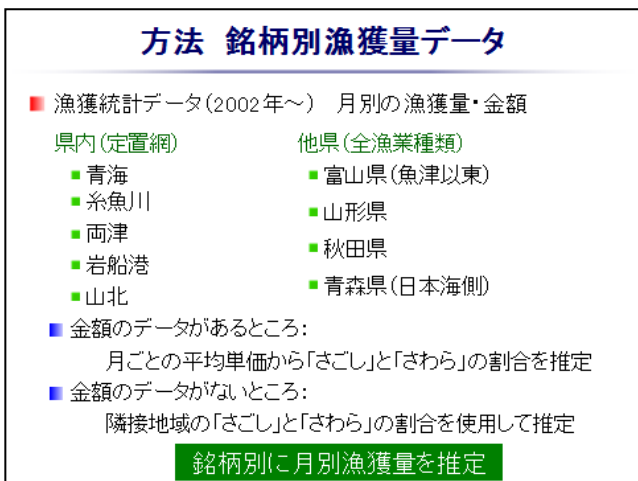 方法 銘柄別漁獲量データ
漁獲統計データ(2002年～) 月別の漁獲量・金額
県内(定置網)
青海
糸魚川
両津
岩船港
山北
他県(全漁業種類)
富山県(魚津以東)
山形県
秋田県
青森県(日本海側)
金額のデータがあるところ:
月ごとの平均単価から「さごし」と「さわら」の割合を推定
金額のデータがないところ:
隣接地域の「さごし」と「さわら」の割合を使用して推定
銘柄別に月別漁獲量を推定